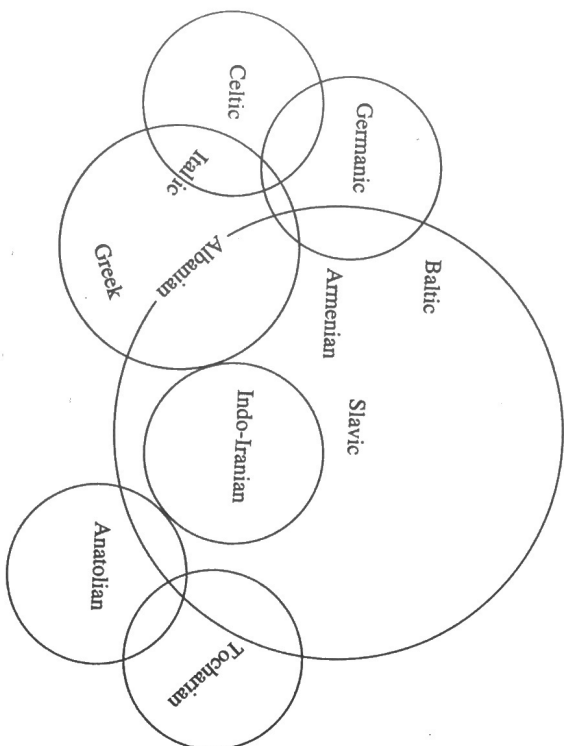 Celtic
Germanic
Italic
Albanian
Greek
Baltic
Armenian
Slavic
Indo-Iranian
Anatolian
Tocharian